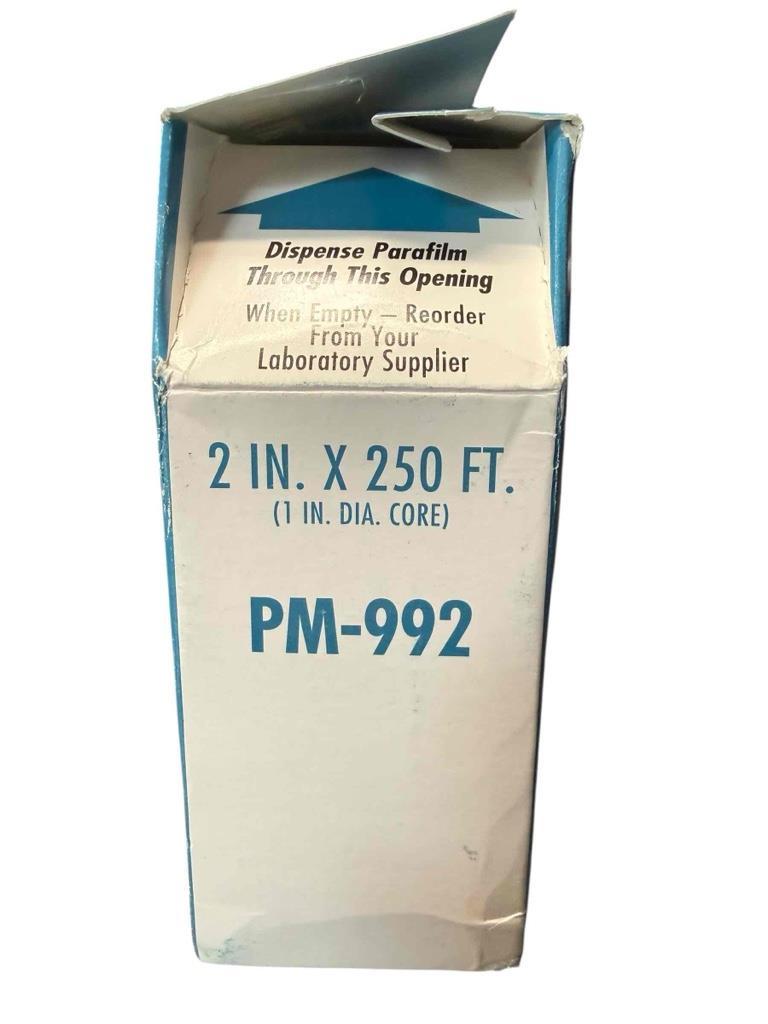 Dispense Parafilm
Through This Opening
When Empty – Reorder
From Your
Laboratory Supplier
2 IN. X 250 FT.
(1 IN. DIA. CORE)
PM-992